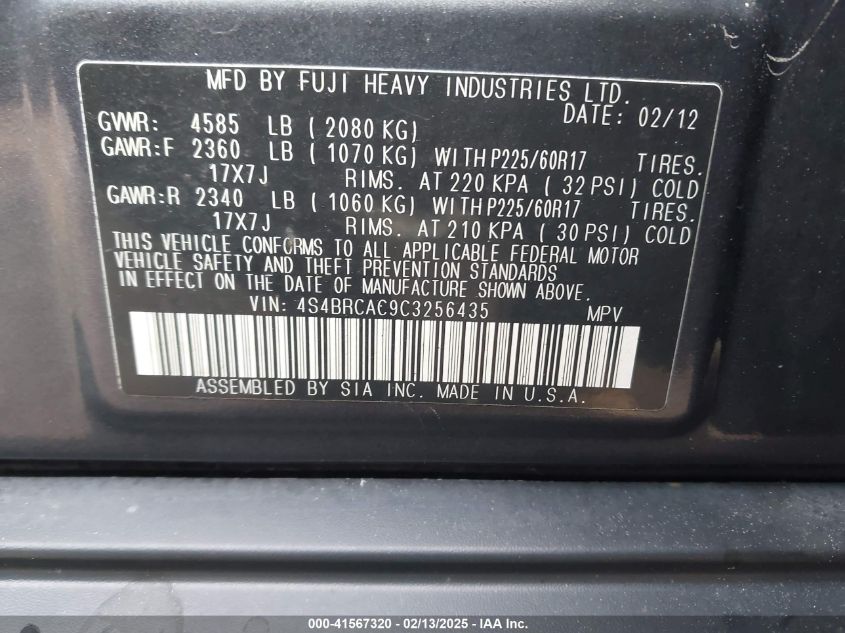 MFD BY FUJI HEAVY INDUSTRIES LTD.
DATE: 02/12
GVWR: 4585 LB ( 2080 KG)
GAWR:F 2360 LB ( 1070 KG) WITH P225/60R17 TIRES.
17X7J RIMS. AT 220 KPA ( 32 PSI) COLD
GAWR:R 2340 LB ( 1060 KG) WITH P225/60R17 TIRES.
17X7J RIMS. AT 210 KPA ( 30 PSI) COLD
THIS VEHICLE CONFORMS TO ALL APPLICABLE FEDERAL MOTOR
VEHICLE SAFETY AND THEFT PREVENTION STANDARDS
IN EFFECT ON THE DATE OF MANUFACTURE SHOWN ABOVE.
VIN: 4S4BRCAC9C3256435 MPV
ASSEMBLED BY SIA INC. MADE IN U.S.A.
000-41567320 - 02/13/2025 - IAA Inc.